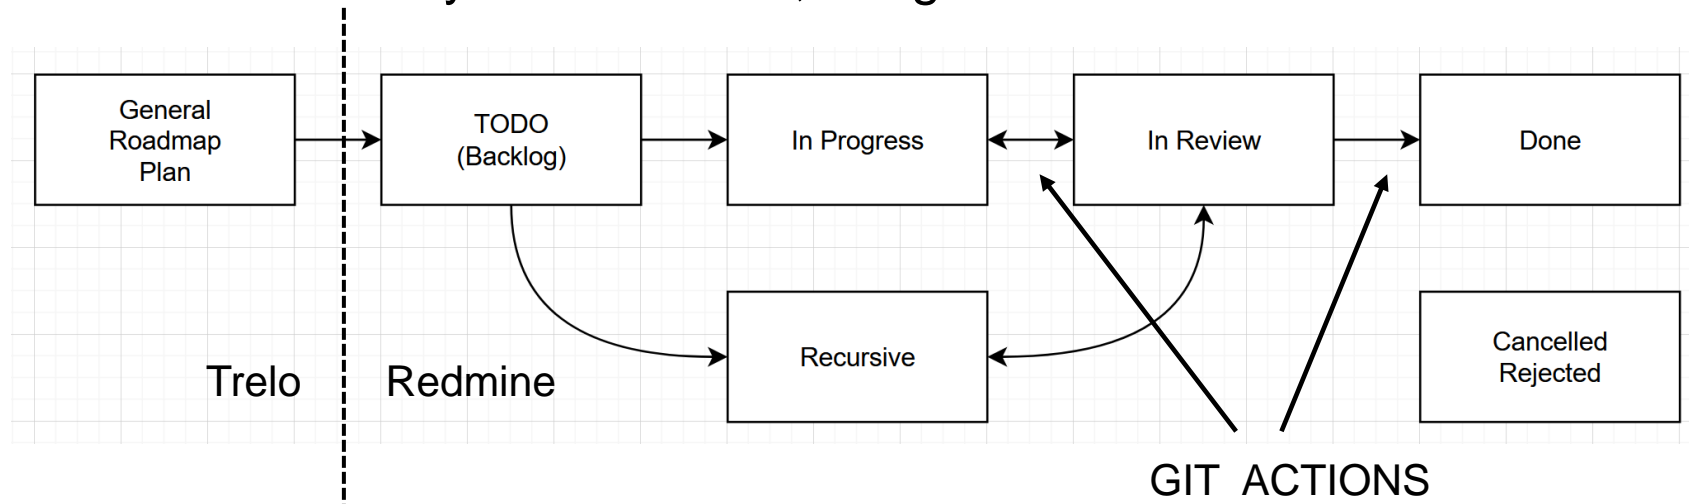 General
Roadmap
Plan
TODO
(Backlog)
In Progress
In Review
Done
Recursive
Cancelled
Rejected
Trelo
Redmine
GIT ACTIONS